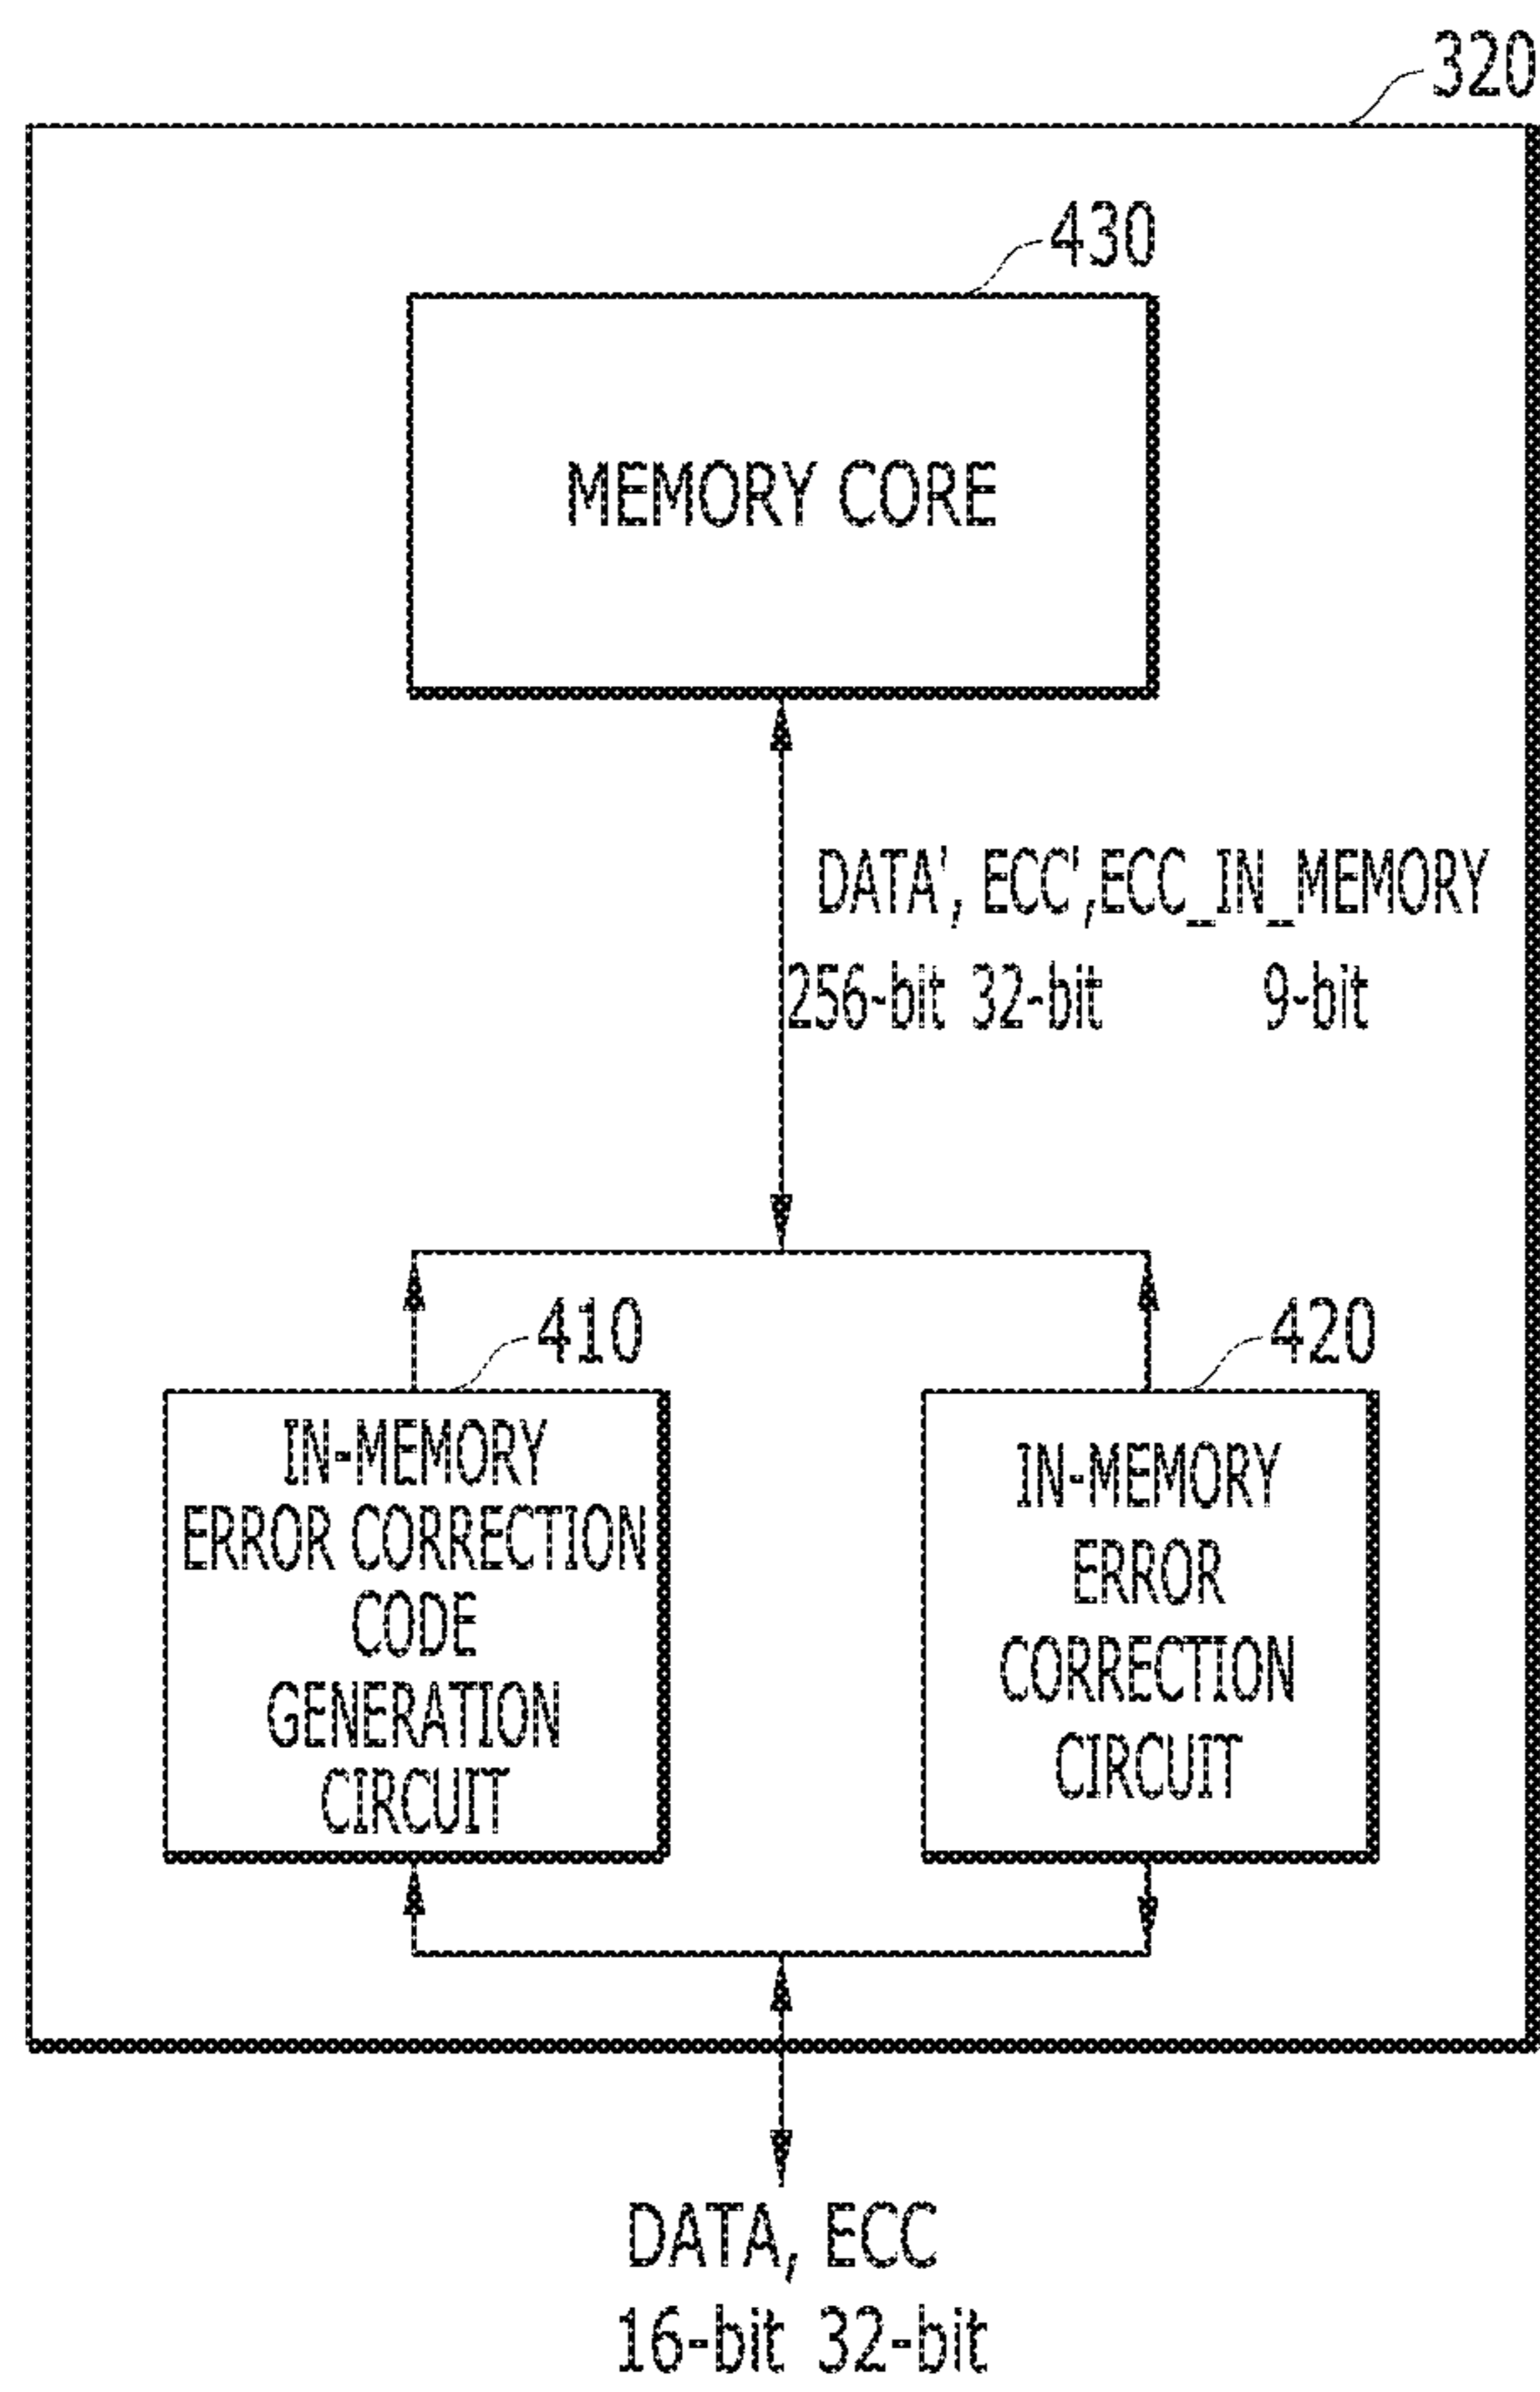 320
430
MEMORY CORE
DATA', ECC',ECC_IN_MEMORY
256-bit 32-bit 9-bit
410
420
IN-MEMORY
ERROR CORRECTION
CODE
GENERATION
CIRCUIT
IN-MEMORY
ERROR
CORRECTION
CIRCUIT
DATA, ECC
16-bit 32-bit